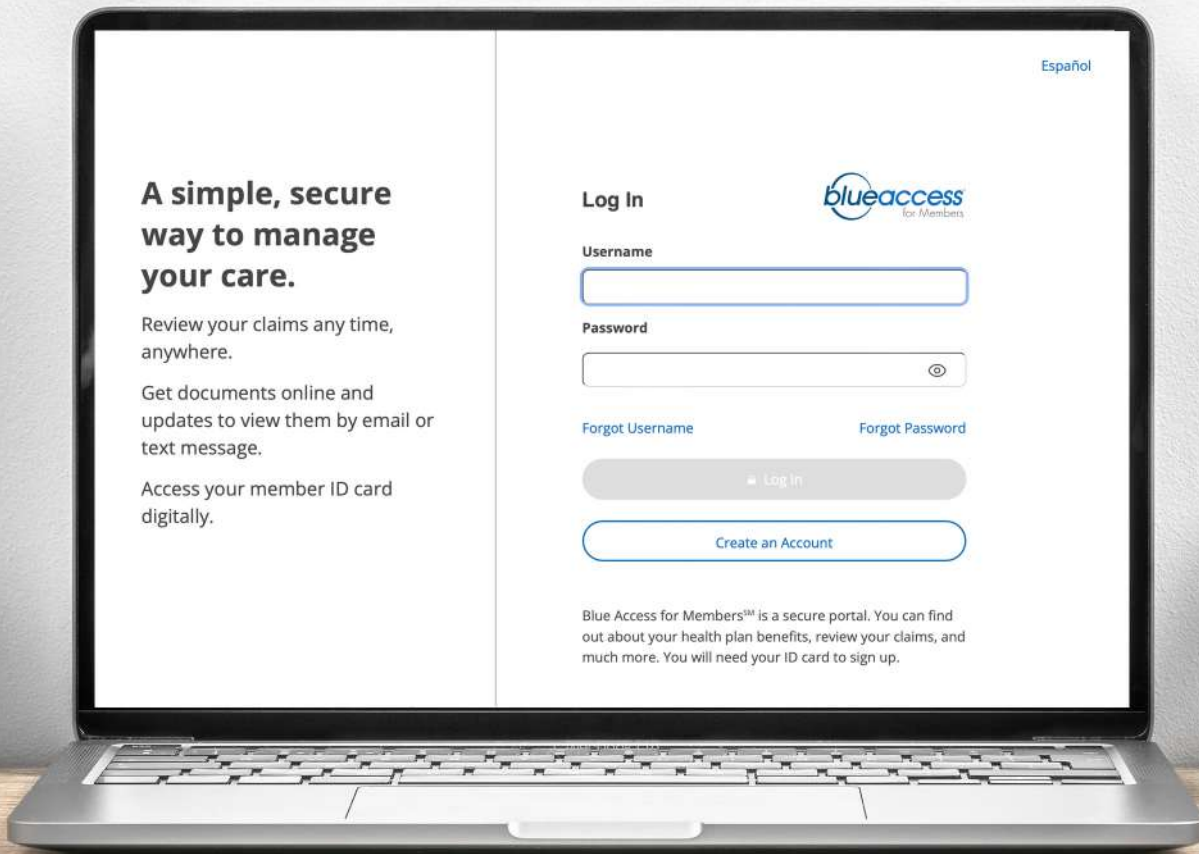 Español
A simple, secure
way to manage
your care.
Review your claims any time,
anywhere.
Get documents online and
updates to view them by email or
text message.
Access your member ID card
digitally.
Log In
blueaccess
for Members
Username
Password
Forgot Username
Forgot Password
Log In
Create an Account
Blue Access for Members℠ is a secure portal. You can find
out about your health plan benefits, review your claims, and
much more. You will need your ID card to sign up.